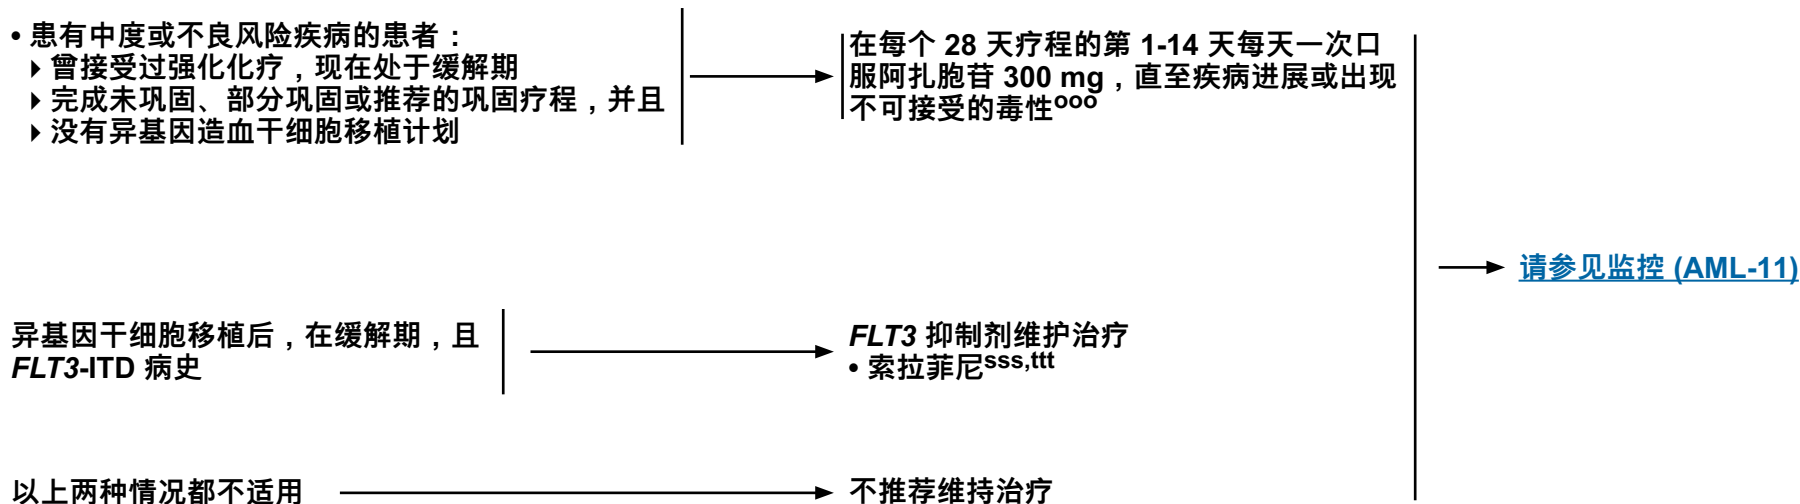 • 患有中度或不良风险疾病的患者：
▶曾接受过强化化疗，现在处于缓解期
▶完成未巩固、部分巩固或推荐的巩固疗程，并且
▶没有异基因造血干细胞移植计划
在每个 28 天疗程的第 1-14 天每天一次口
服阿扎胞苷 300 mg，直至疾病进展或出现
不可接受的毒性ooo
请参见监控 (AML-11)
异基因干细胞移植后，在缓解期，且
FLT3-ITD 病史
FLT3 抑制剂维护治疗
• 索拉菲尼sss,ttt
以上两种情况都不适用
不推荐维持治疗